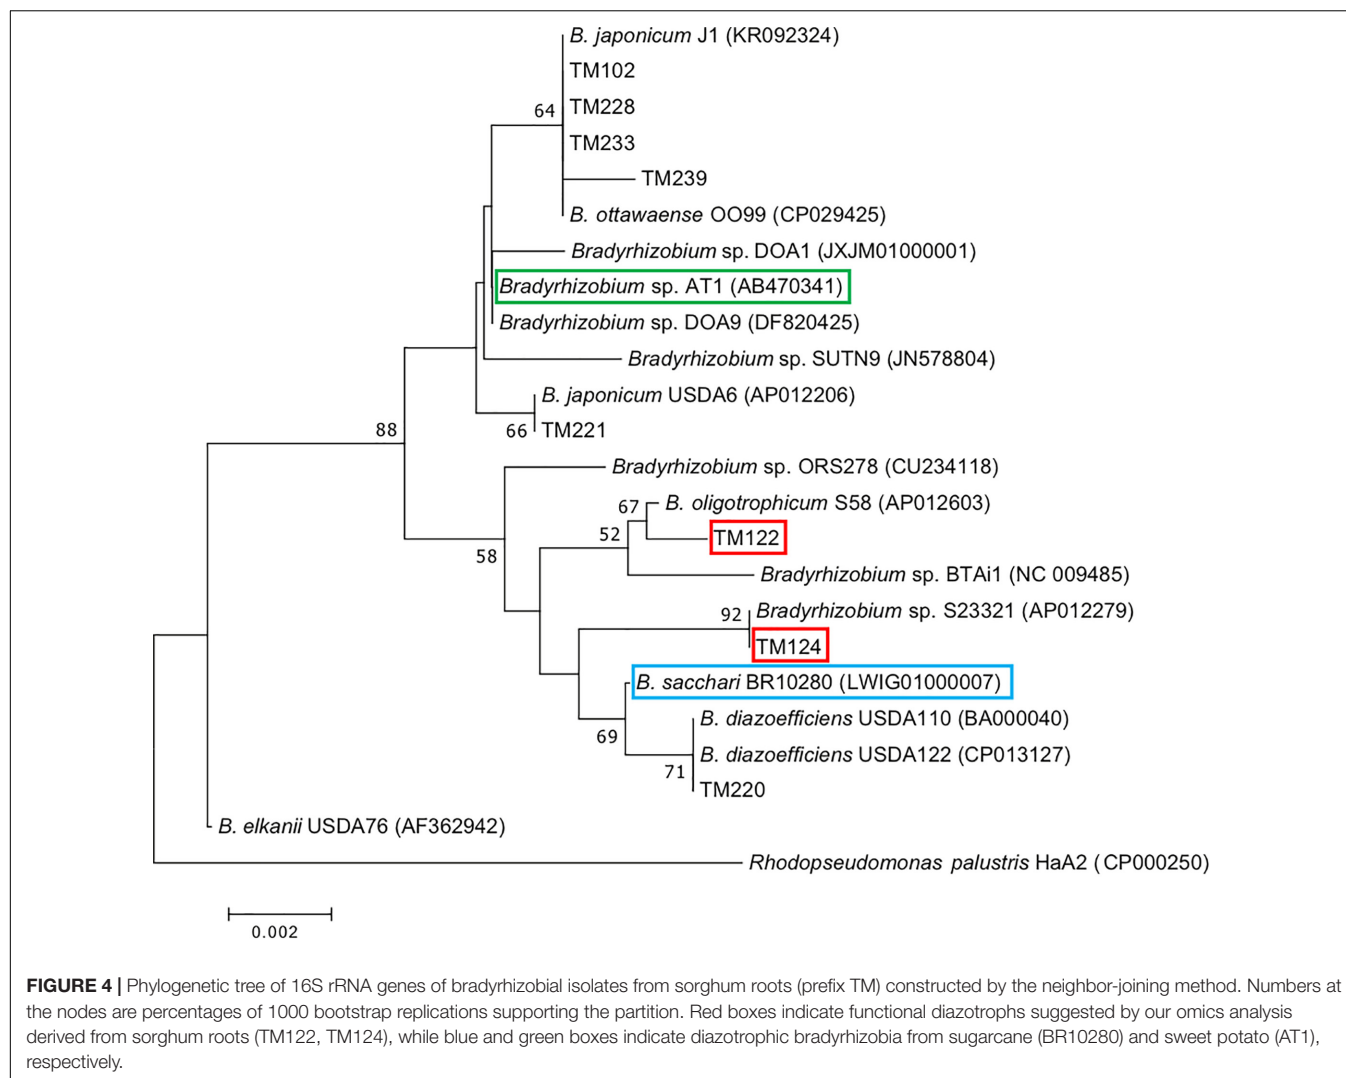 B. japonicum J1 (KR092324)
TM102
64
TM228
TM233
TM239
B. ottawaense OO99 (CP029425)
Bradyrhizobium sp. DOA1 (JXJM01000001)
Bradyrhizobium sp. AT1 (AB470341)
Bradyrhizobium sp. DOA9 (DF820425)
Bradyrhizobium sp. SUTN9 (JN578804)
B. japonicum USDA6 (AP012206)
88
66
TM221
Bradyrhizobium sp. ORS278 (CU234118)
67
B. oligotrophicum S58 (AP012603)
52
TM122
58
Bradyrhizobium sp. BTAi1 (NC 009485)
92
Bradyrhizobium sp. S23321 (AP012279)
TM124
B. sacchari BR10280 (LWIG01000007)
B. diazoefficiens USDA110 (BA000040)
69
B. diazoefficiens USDA122 (CP013127)
71
TM220
B. elkanii USDA76 (AF362942)
Rhodopseudomonas palustris HaA2 (CP000250)
0.002
FIGURE 4 | Phylogenetic tree of 16S rRNA genes of bradyrhizobial isolates from sorghum roots (prefix TM) constructed by the neighbor-joining method. Numbers at
the nodes are percentages of 1000 bootstrap replications supporting the partition. Red boxes indicate functional diazotrophs suggested by our omics analysis
derived from sorghum roots (TM122, TM124), while blue and green boxes indicate diazotrophic bradyrhizobia from sugarcane (BR10280) and sweet potato (AT1),
respectively.